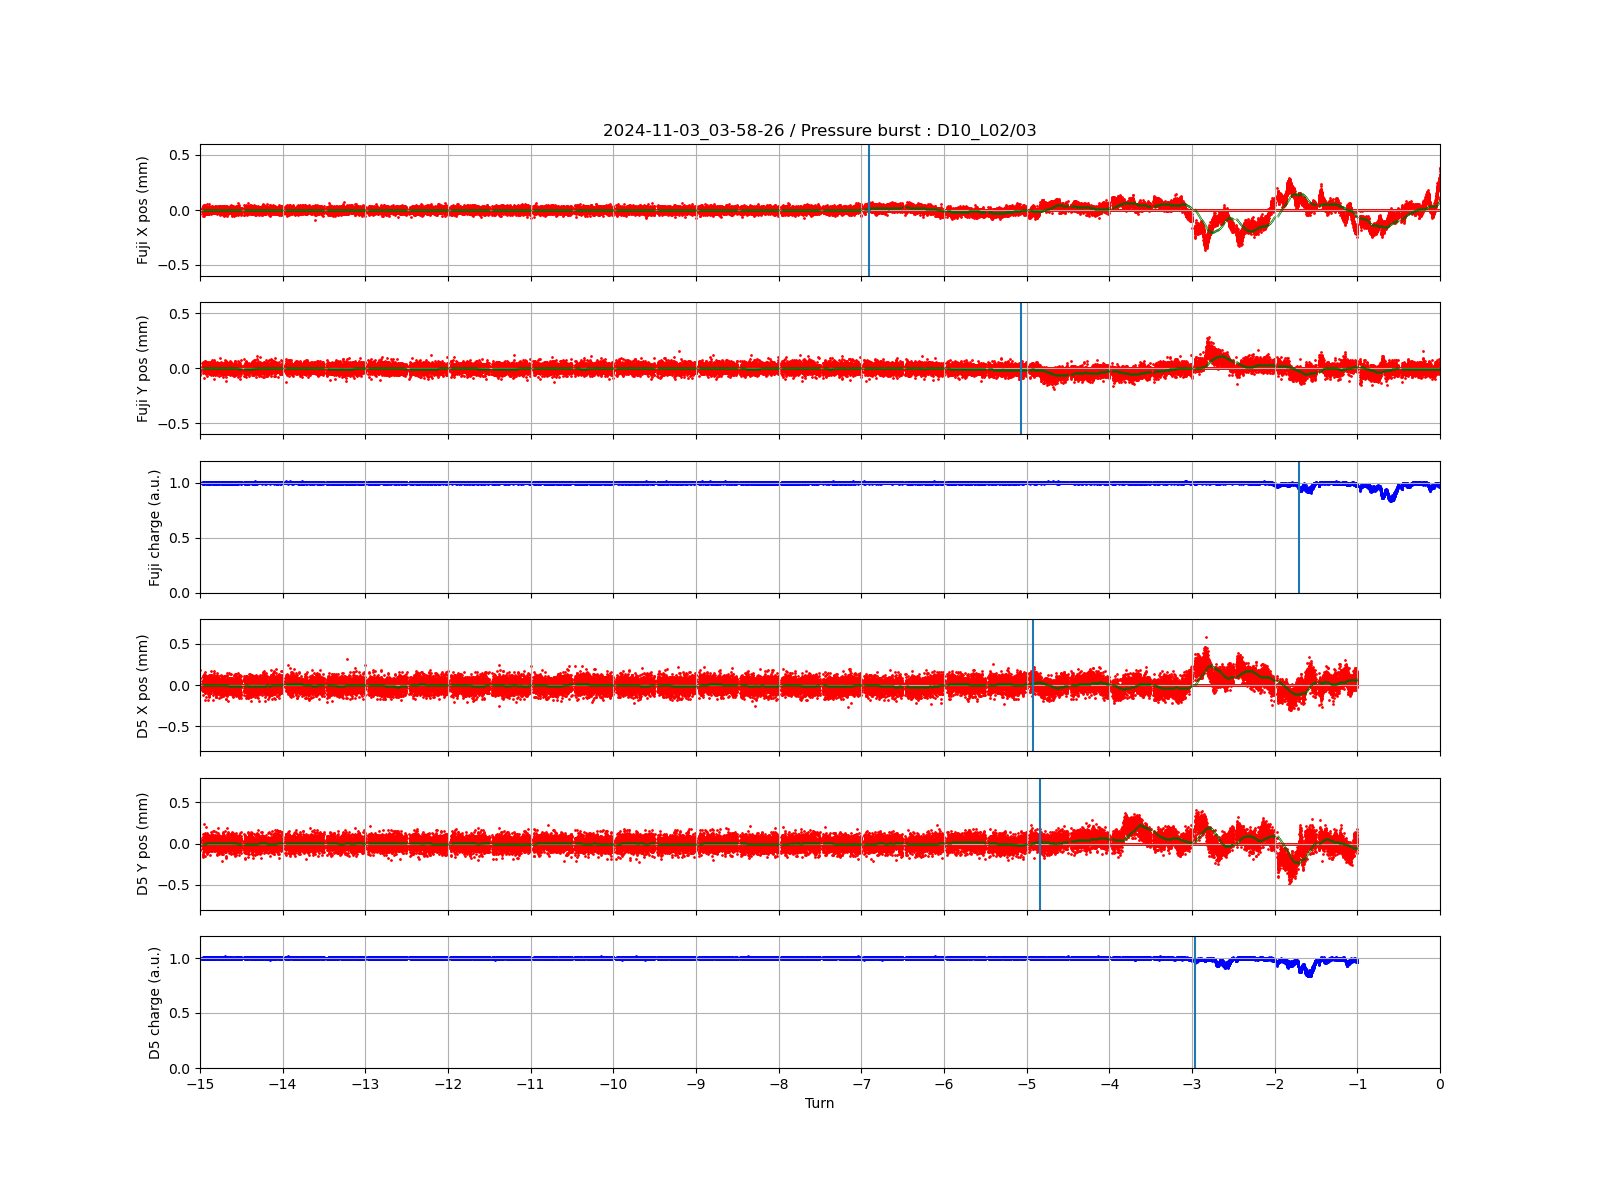 2024-11-03_03-58-26 / Pressure burst : D10_L02/03
Fuji X pos (mm)
0.5
0.0
−0.5
Fuji Y pos (mm)
0.5
0.0
−0.5
Fuji charge (a.u.)
1.0
0.5
0.0
D5 X pos (mm)
0.5
0.0
−0.5
D5 Y pos (mm)
0.5
0.0
−0.5
D5 charge (a.u.)
1.0
0.5
0.0
−15 −14 −13 −12 −11 −10 −9 −8 −7 −6 −5 −4 −3 −2 −1 0
Turn